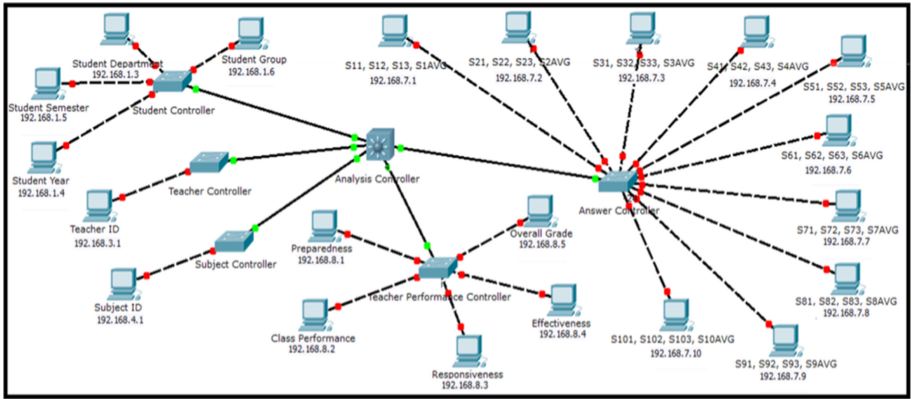 Student Department
192.168.1.3
Student Group
192.168.1.6
Student Semester
192.168.1.5
Student Controller
Student Year
192.168.1.4
Teacher Controller
Teacher ID
192.168.3.1
Subject Controller
Subject ID
192.168.4.1
Analysis Controller
S11, S12, S13, S1AVG
192.168.7.1
S21, S22, S23, S2AVG
192.168.7.2
S31, S32, S33, S3AVG
192.168.7.3
S41, S42, S43, S4AVG
192.168.7.4
S51, S52, S53, S5AVG
192.168.7.5
S61, S62, S63, S6AVG
192.168.7.6
Answer Controller
S71, S72, S73, S7AVG
192.168.7.7
S81, S82, S83, S8AVG
192.168.7.8
S91, S92, S93, S9AVG
192.168.7.9
S101, S102, S103, S10AVG
192.168.7.10
Preparedness
192.168.8.1
Overall Grade
192.168.8.5
Teacher Performance Controller
Class Performance
192.168.8.2
Effectiveness
192.168.8.4
Responsiveness
192.168.8.3